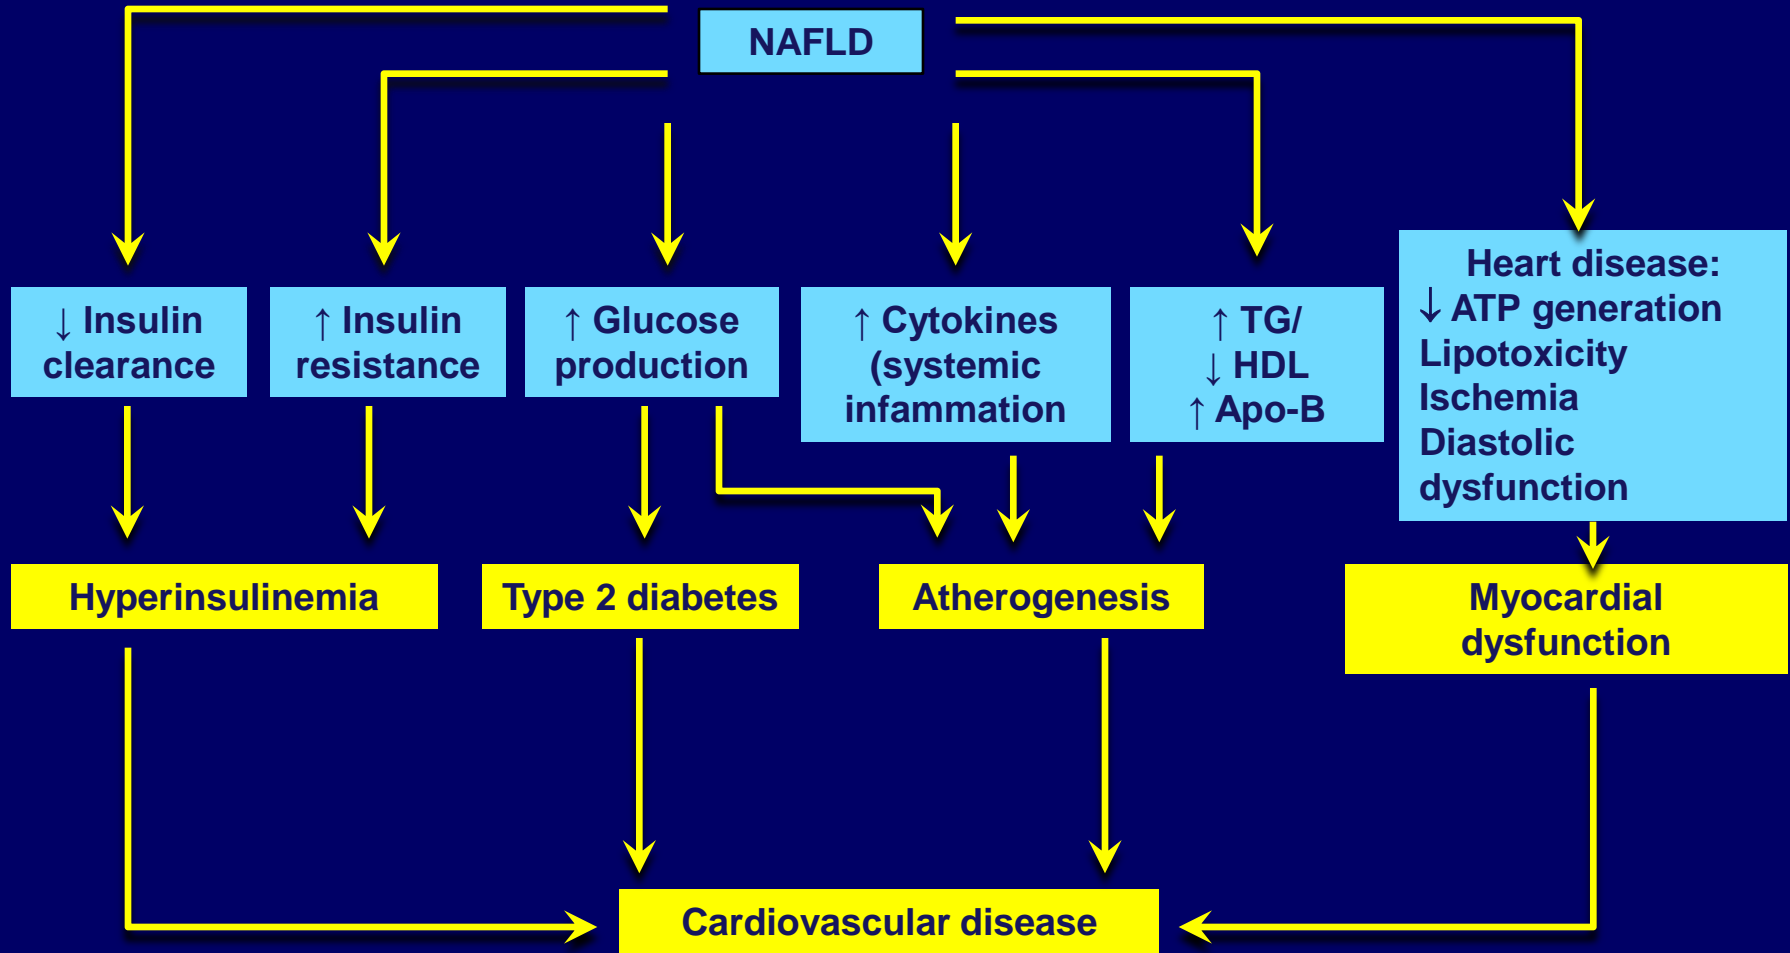 NAFLD
↓ Insulin
clearance
↑ Insulin
resistance
↑ Glucose
production
↑ Cytokines
(systemic
infammation
↑ TG/
↓ HDL
↑ Apo-B
Heart disease:
↓ ATP generation
Lipotoxicity
Ischemia
Diastolic
dysfunction
Hyperinsulinemia
Type 2 diabetes
Atherogenesis
Myocardial
dysfunction
Cardiovascular disease